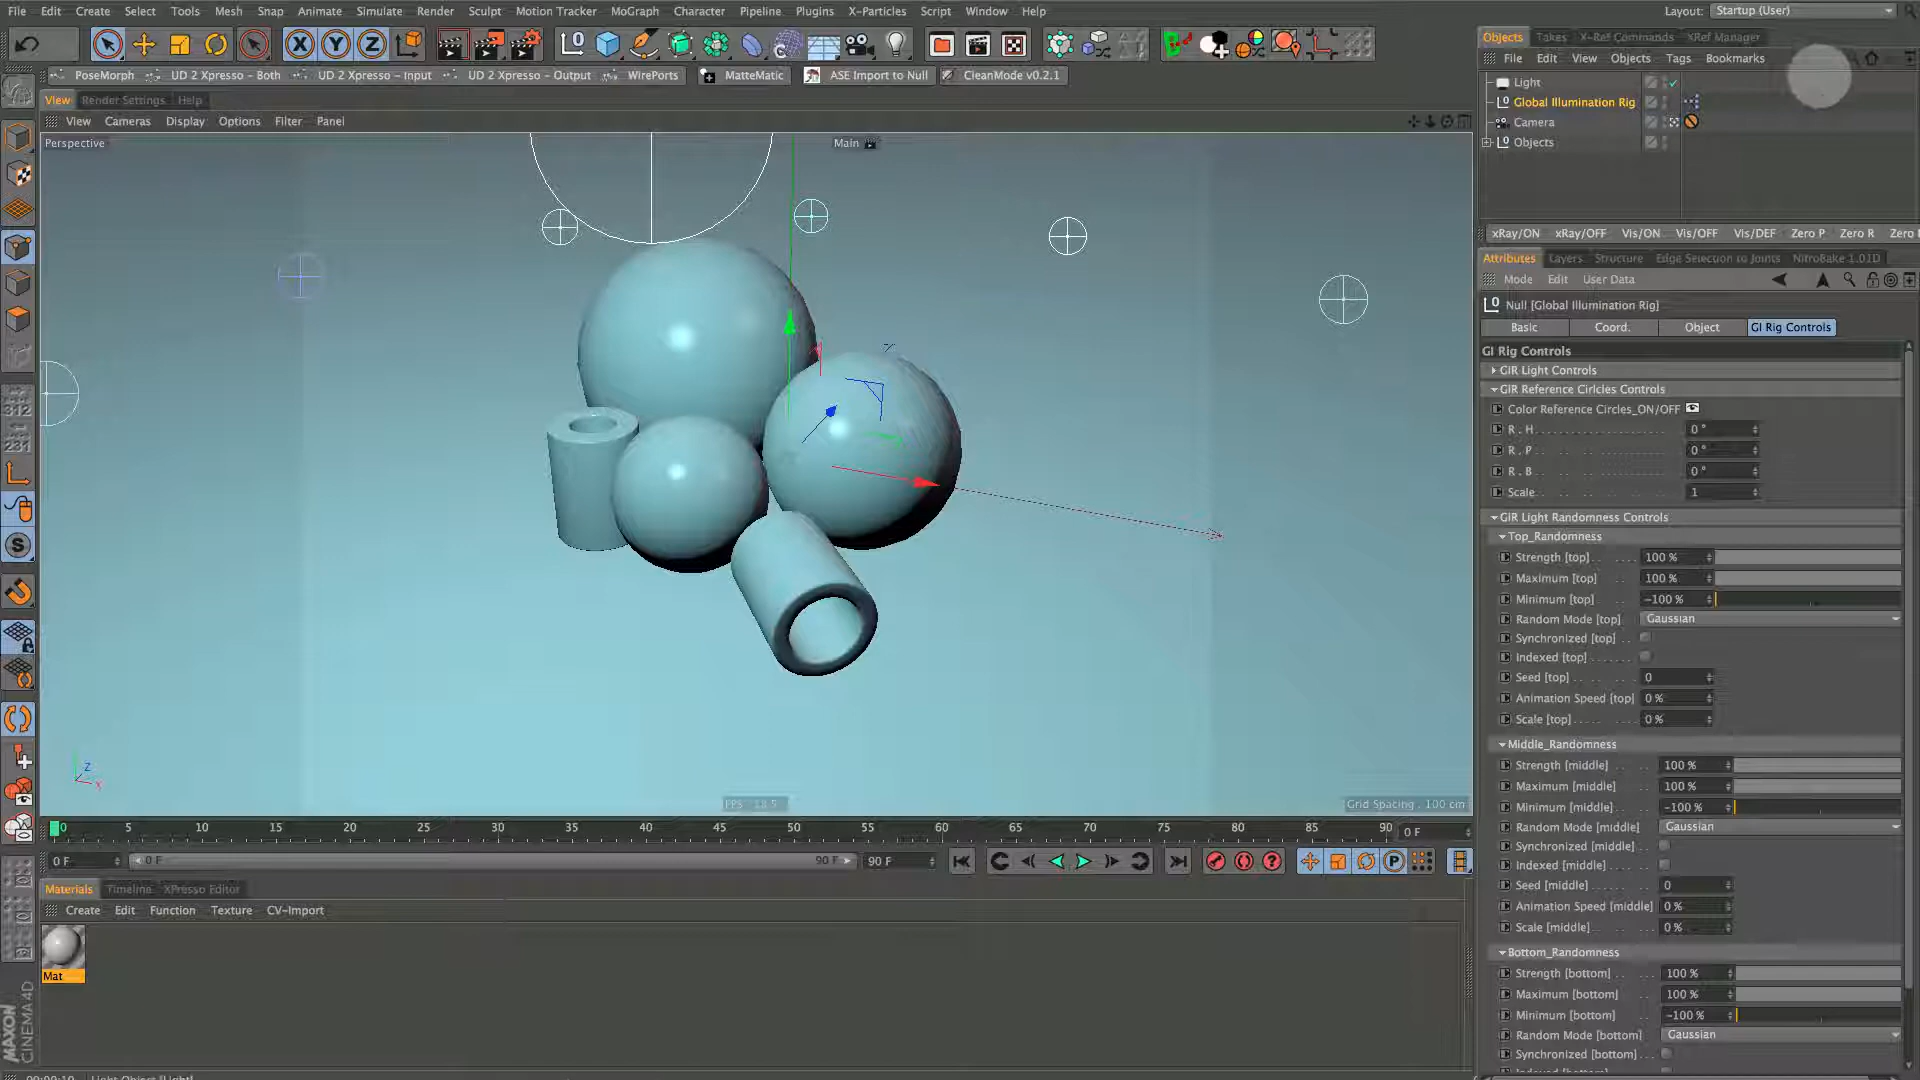 File Edit Create Select Tools Mesh Snap Animate Simulate Render Sculpt Motion Tracker MoGraph Character Pipeline Plugins X-Particles Script Window Help Layout: Startup (User)
PoseMorph UD 2 Xpresso - Both UD 2 Xpresso - Input UD 2 Xpresso - Output WirePorts MatteMatic ASE Import to Null CleanMode v0.2.1
View Render Settings Help
View Cameras Display Options Filter Panel
Perspective Main
FPS : 18.5 Grid Spacing : 100 cm
0 5 10 15 20 25 30 35 40 45 50 55 60 65 70 75 80 85 90 0 F
0 F 0 F 90 F 90 F
Materials Timeline XPresso Editor
Create Edit Function Texture CV-Import
Mat
MAXON
CINEMA4D
00:00:10 Light Object [Light]
Objects Takes X-Ref Commands XRef Manager
File Edit View Objects Tags Bookmarks
Light
Global Illumination Rig
Camera
Objects
xRay/ON xRay/OFF Vis/ON Vis/OFF Vis/DEF Zero P Zero R Zero
Attributes Layers Structure Edge Selection to Joints NitroBake 1.01D
Mode Edit User Data
Null [Global Illumination Rig]
Basic Coord. Object GI Rig Controls
GI Rig Controls
GIR Light Controls
GIR Reference Cirlcles Controls
Color Reference Circles_ON/OFF
R . H 0 °
R . P 0 °
R . B 0 °
Scale 1
GIR Light Randomness Controls
Top_Randomness
Strength [top] 100 %
Maximum [top] 100 %
Minimum [top] -100 %
Random Mode [top] Gaussian
Synchronized [top]
Indexed [top]
Seed [top] 0
Animation Speed [top] 0 %
Scale [top] 0 %
Middle_Randomness
Strength [middle] 100 %
Maximum [middle] 100 %
Minimum [middle] -100 %
Random Mode [middle] Gaussian
Synchronized [middle]
Indexed [middle]
Seed [middle] 0
Animation Speed [middle] 0 %
Scale [middle] 0 %
Bottom_Randomness
Strength [bottom] 100 %
Maximum [bottom] 100 %
Minimum [bottom] -100 %
Random Mode [bottom] Gaussian
Synchronized [bottom]